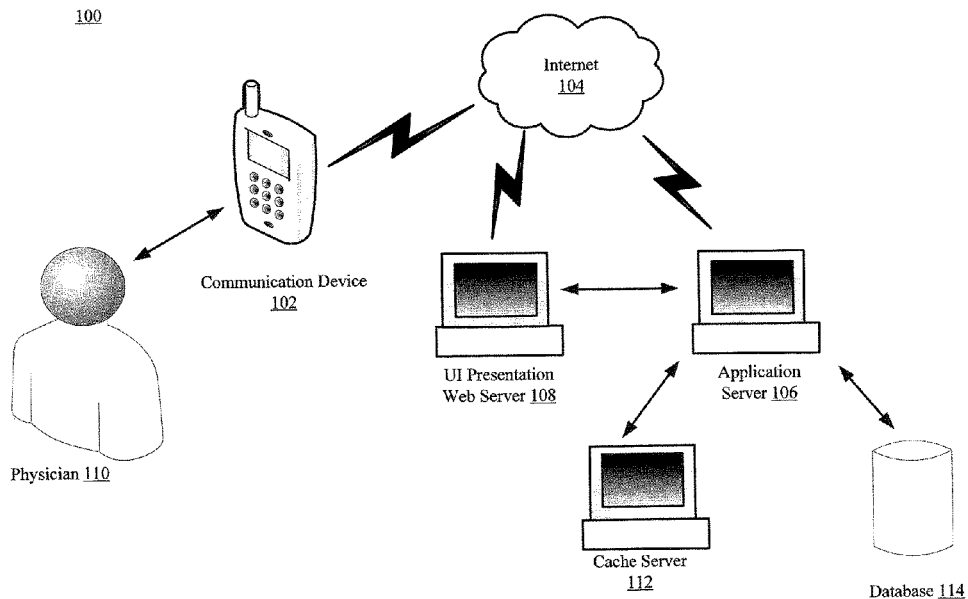 100
Internet
104
Communication Device
102
UI Presentation
Web Server 108
Application
Server 106
Physician 110
Cache Server
112
Database 114